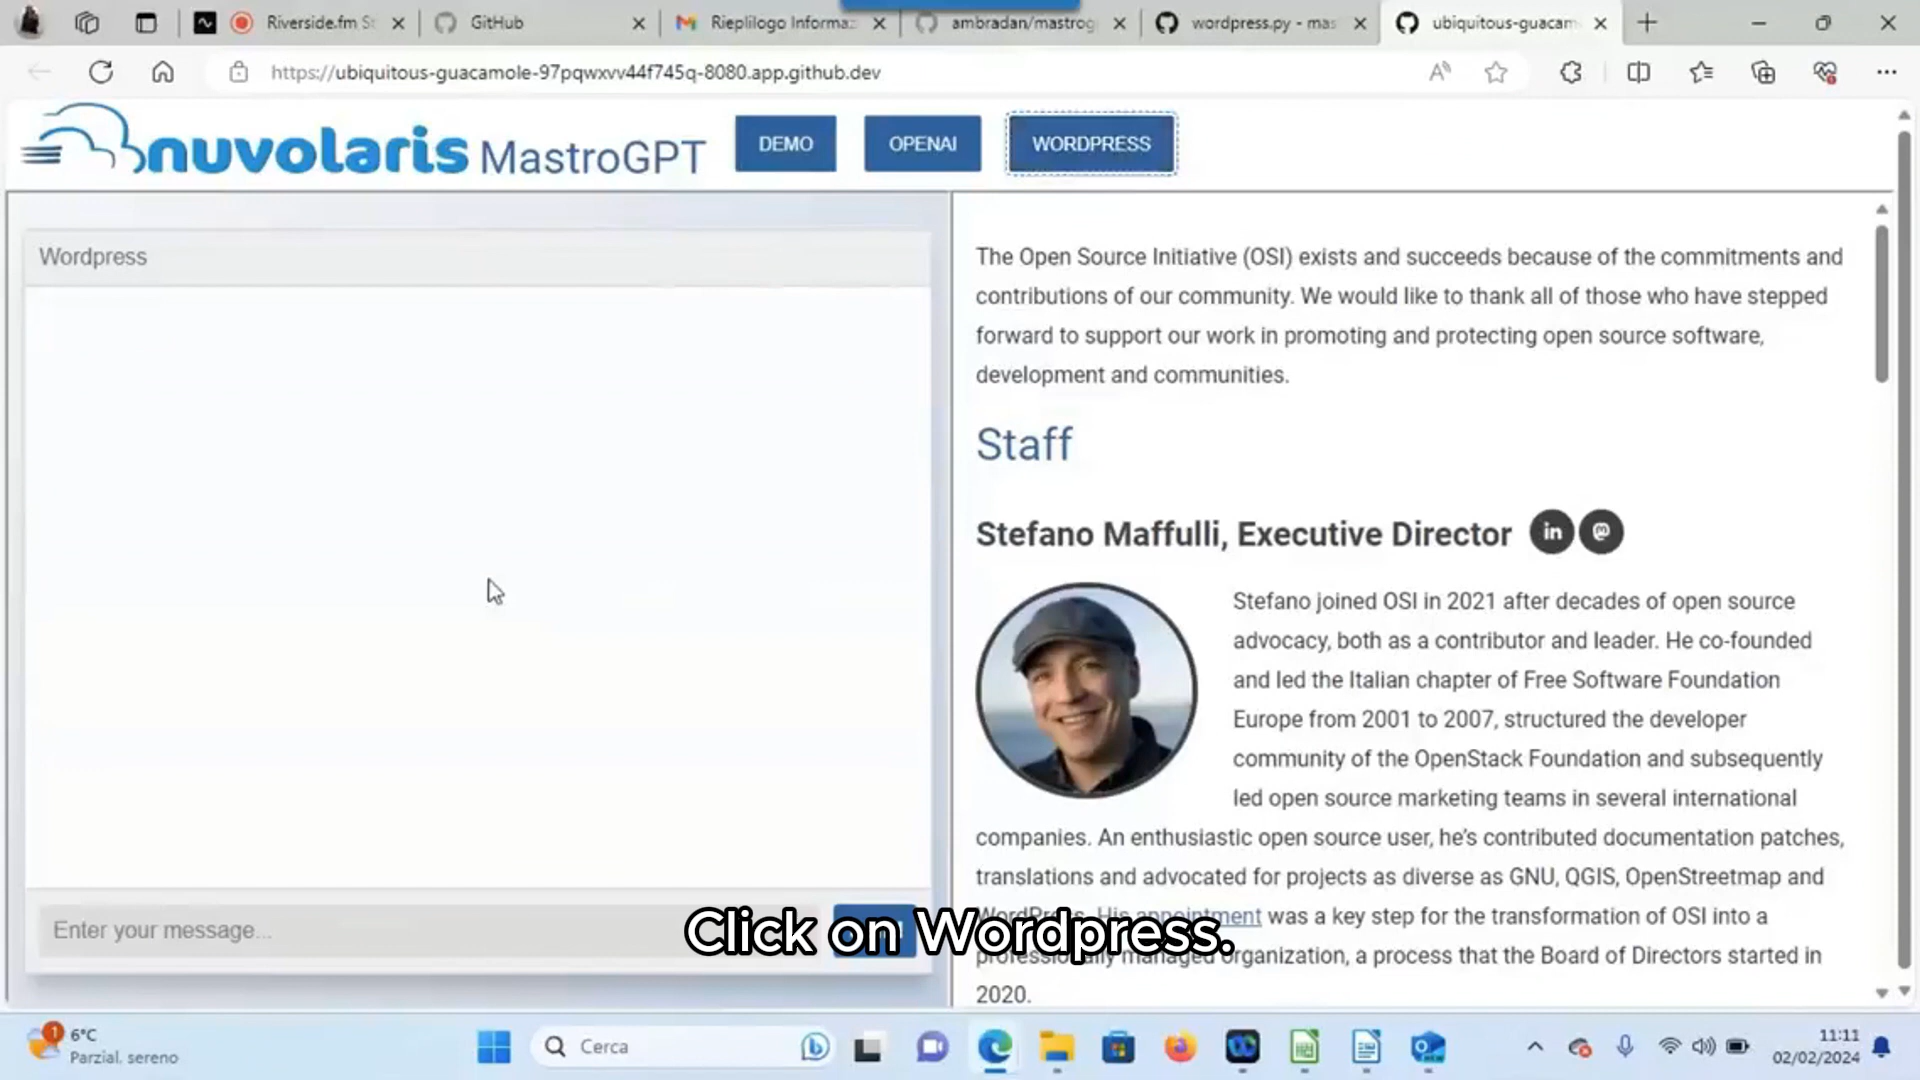 Riverside.fm St
GitHub
Riepllilogo Informaz
ambradan/mastrog
wordpress.py - mas
ubiquitous-guacam
https://ubiquitous-guacamole-97pqwxvv44f745q-8080.app.github.dev
nuvolaris MastroGPT
DEMO
OPENAI
WORDPRESS
Wordpress
Enter your message...
The Open Source Initiative (OSI) exists and succeeds because of the commitments and
contributions of our community. We would like to thank all of those who have stepped
forward to support our work in promoting and protecting open source software,
development and communities.
Staff
Stefano Maffulli, Executive Director
in
Stefano joined OSI in 2021 after decades of open source
advocacy, both as a contributor and leader. He co-founded
and led the Italian chapter of Free Software Foundation
Europe from 2001 to 2007, structured the developer
community of the OpenStack Foundation and subsequently
led open source marketing teams in several international
companies. An enthusiastic open source user, he's contributed documentation patches,
translations and advocated for projects as diverse as GNU, QGIS, OpenStreetmap and
WordPress. His appointment was a key step for the transformation of OSI into a
professionally managed organization, a process that the Board of Directors started in
2020.
Click on Wordpress.
1
6°C
Parzial. sereno
Cerca
11:11
02/02/2024